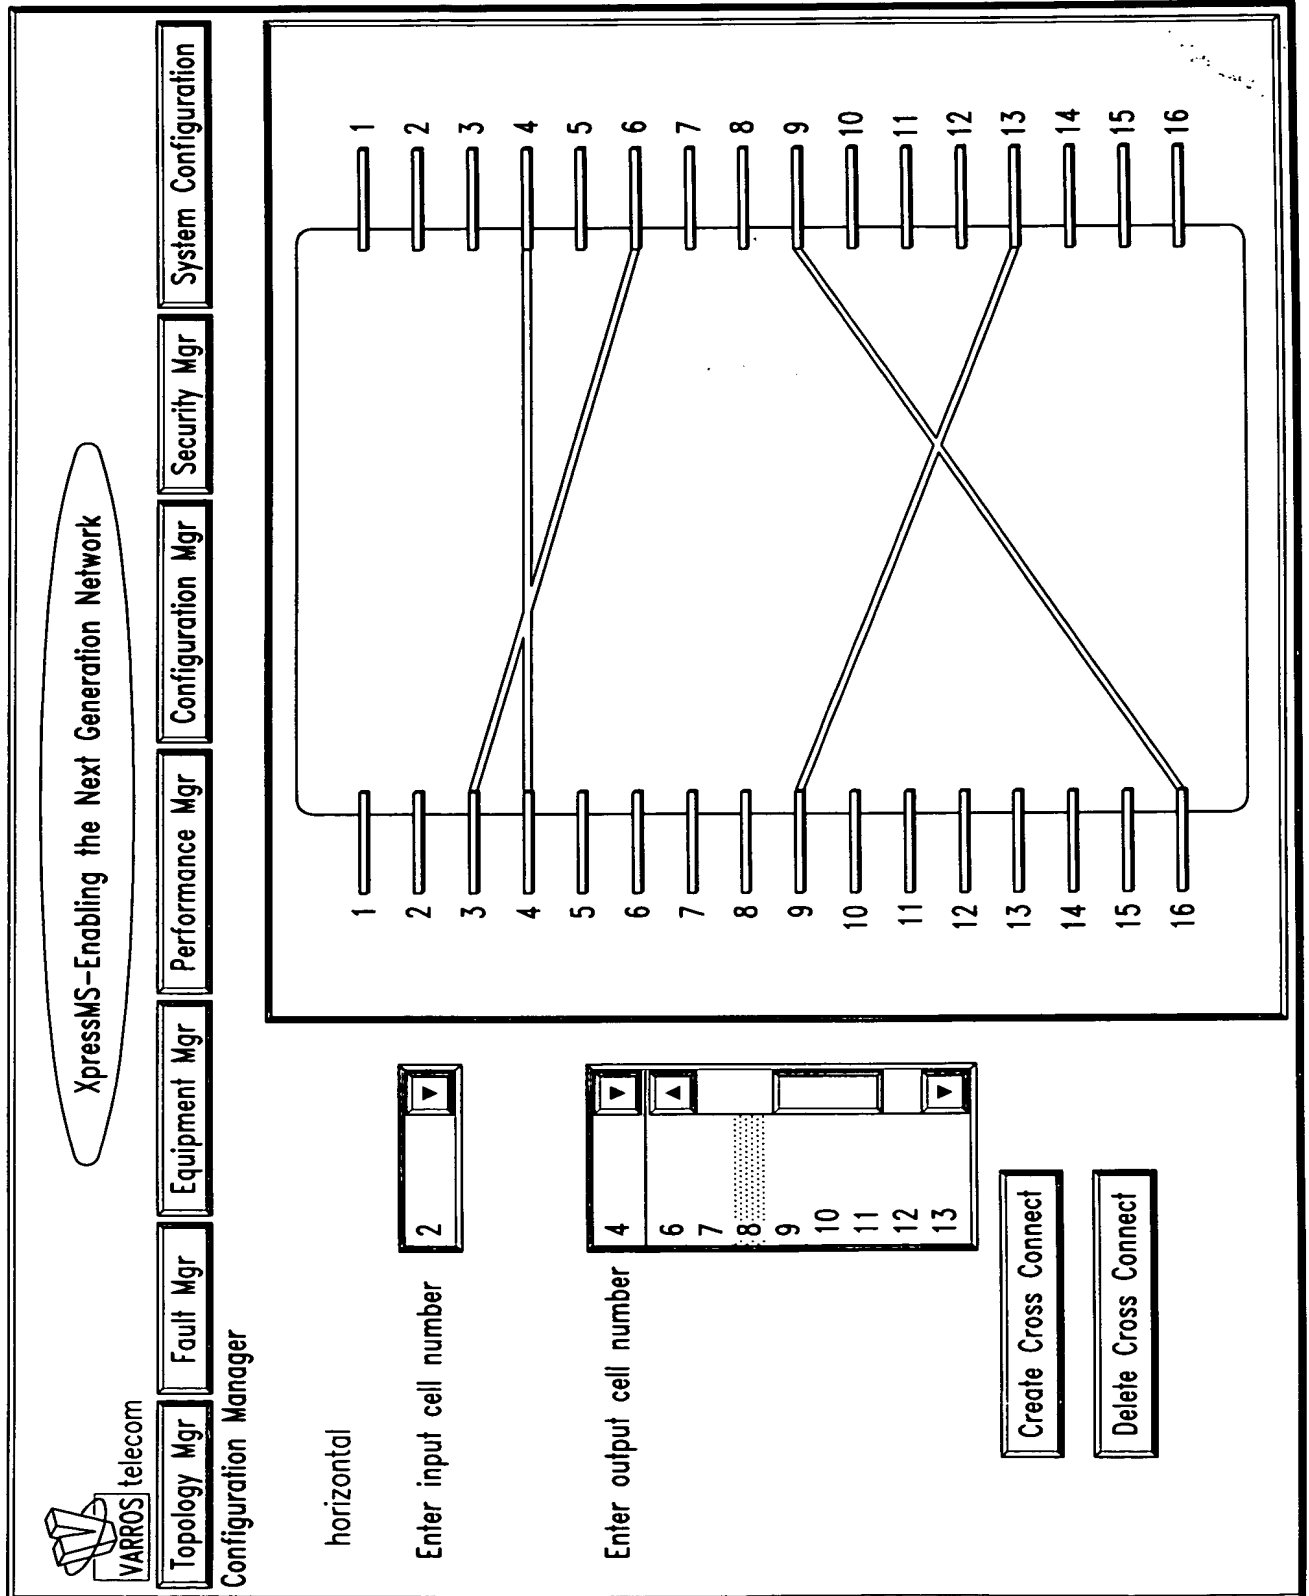 VARROS telecom
XpressMS-Enabling the Next Generation Network
Topology Mgr
Fault Mgr
Equipment Mgr
Performance Mgr
Configuration Mgr
Security Mgr
System Configuration
Configuration Manager
horizontal
Enter input cell number
2
Enter output cell number
4
6
7
8
9
10
11
12
13
Create Cross Connect
Delete Cross Connect
1 1
2 2
3 3
4 4
5 5
6 6
7 7
8 8
9 9
10 10
11 11
12 12
13 13
14 14
15 15
16 16